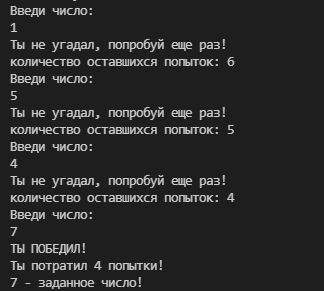 Введи число:
1
Ты не угадал, попробуй еще раз!
количество оставшихся попыток: 6
Введи число:
5
Ты не угадал, попробуй еще раз!
количество оставшихся попыток: 5
Введи число:
4
Ты не угадал, попробуй еще раз!
количество оставшихся попыток: 4
Введи число:
7
ТЫ ПОБЕДИЛ!
Ты потратил 4 попытки!
7 - заданное число!